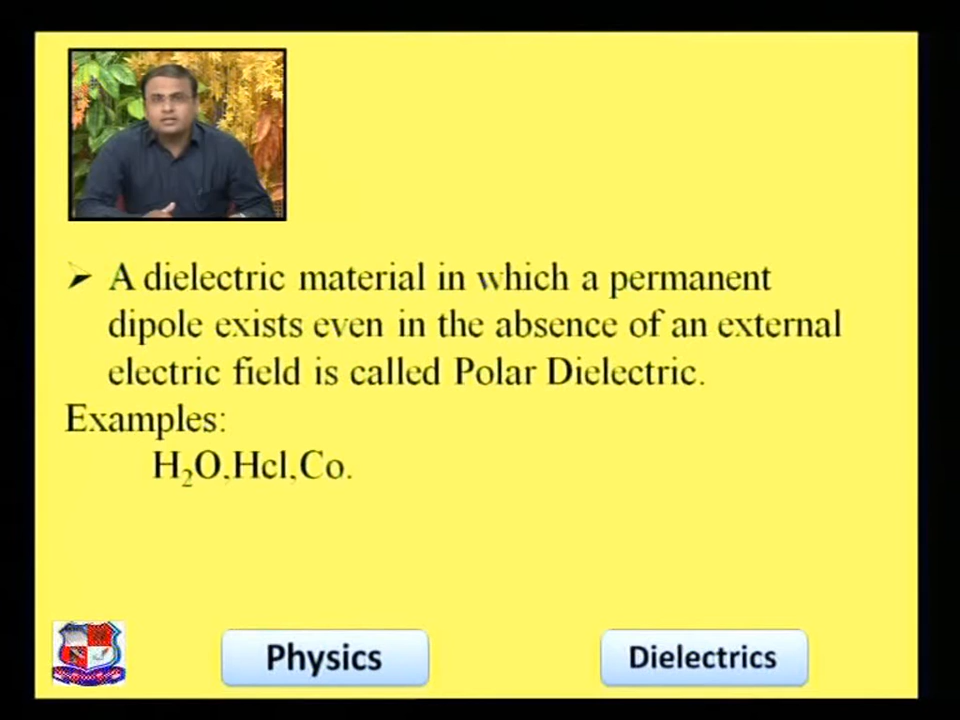 ➢ A dielectric material in which a permanent
dipole exists even in the absence of an external
electric field is called Polar Dielectric.
Examples:
H₂O,Hcl,Co.
Physics
Dielectrics